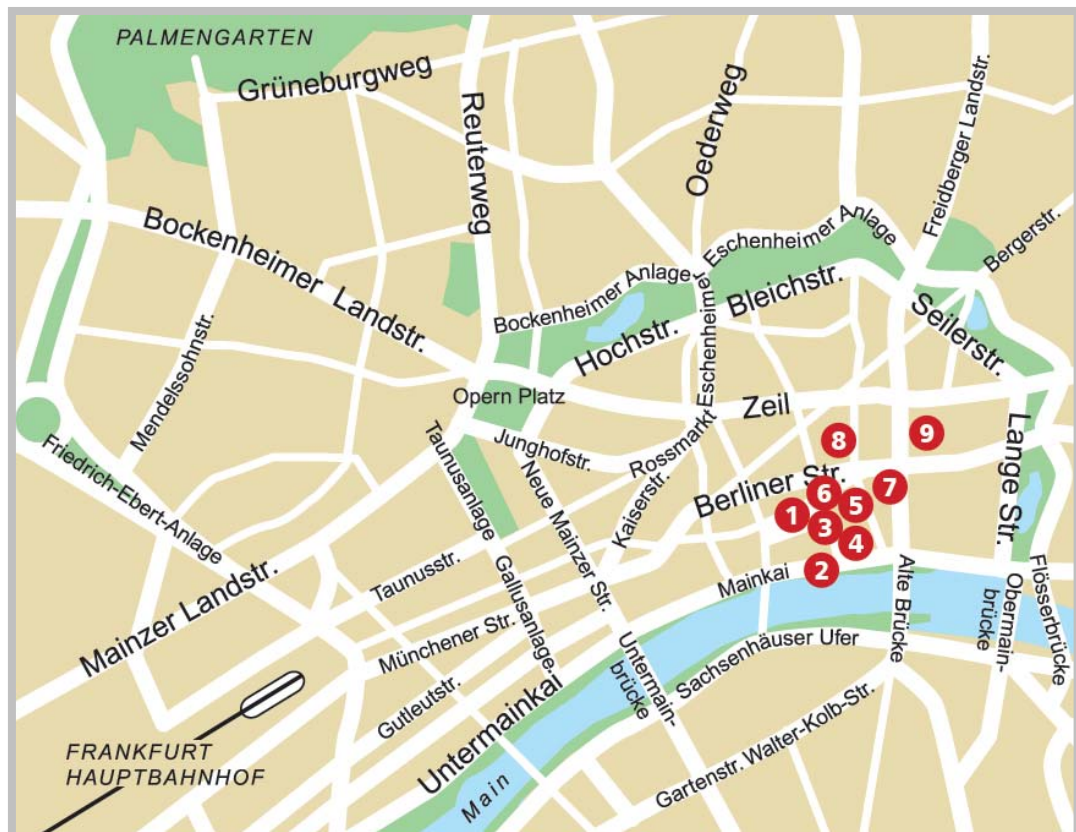 PALMENGARTEN
Grüneburgweg
Reuterweg
Oederweg
Freidberger Landstr.
Bergerstr.
Bockenheimer Landstr.
Mendelssohnstr.
Bockenheimer Anlage
Eschenheimer Anlage
Eschenheimer
Hochstr.
Bleichstr.
Seilerstr.
Opern Platz
Zeil
Junghofstr.
Rossmarkt
Lange Str.
Friedrich-Ebert-Anlage
Taunusanlage
Neue Mainzer Str.
Kaiserstr.
Berliner Str.
8
9
6
7
1
5
3
4
2
Mainzer Landstr.
Taunusstr.
Gallusanlage
Mainkai
Alte Brücke
Obermain-
brücke
Flösserbrücke
Münchener Str.
Gutleutstr.
Untermainkai
Untermain-
brücke
Sachsenhäuser Ufer
Gartenstr.
Walter-Kolb-Str.
Main
FRANKFURT
HAUPTBAHNHOF